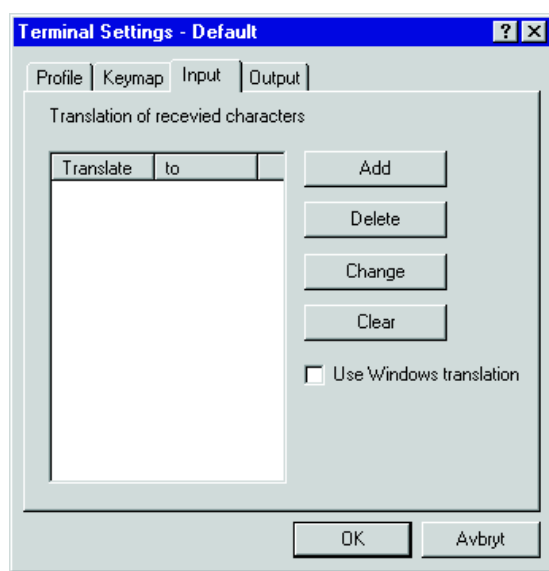 Terminal Settings - Default
Profile Keymap Input Output
Translation of recevied characters
Translate to
Add
Delete
Change
Clear
Use Windows translation
OK Avbryt